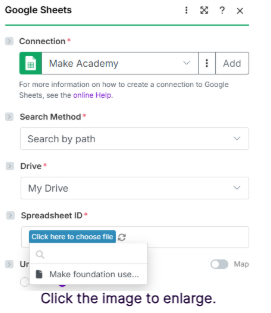 Google Sheets
Connection *
Make Academy
Add
For more information on how to create a connection to Google
Sheets, see the online Help.
Search Method *
Search by path
Drive *
My Drive
Spreadsheet ID *
Click here to choose file
Make foundation use...
Map
Click the image to enlarge.